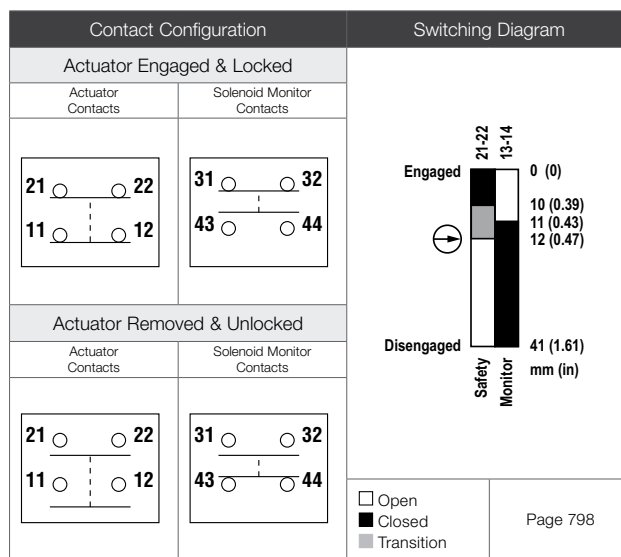 Contact Configuration
Switching Diagram
Actuator Engaged & Locked
Actuator
Contacts
Solenoid Monitor
Contacts
21 22
11 12
31 32
43 44
Actuator Removed & Unlocked
Actuator
Contacts
Solenoid Monitor
Contacts
21 22
11 12
31 32
43 44
21-22
13-14
Engaged
0 (0)
10 (0.39)
11 (0.43)
12 (0.47)
Disengaged
41 (1.61)
mm (in)
Safety
Monitor
Open
Closed
Transition
Page 798